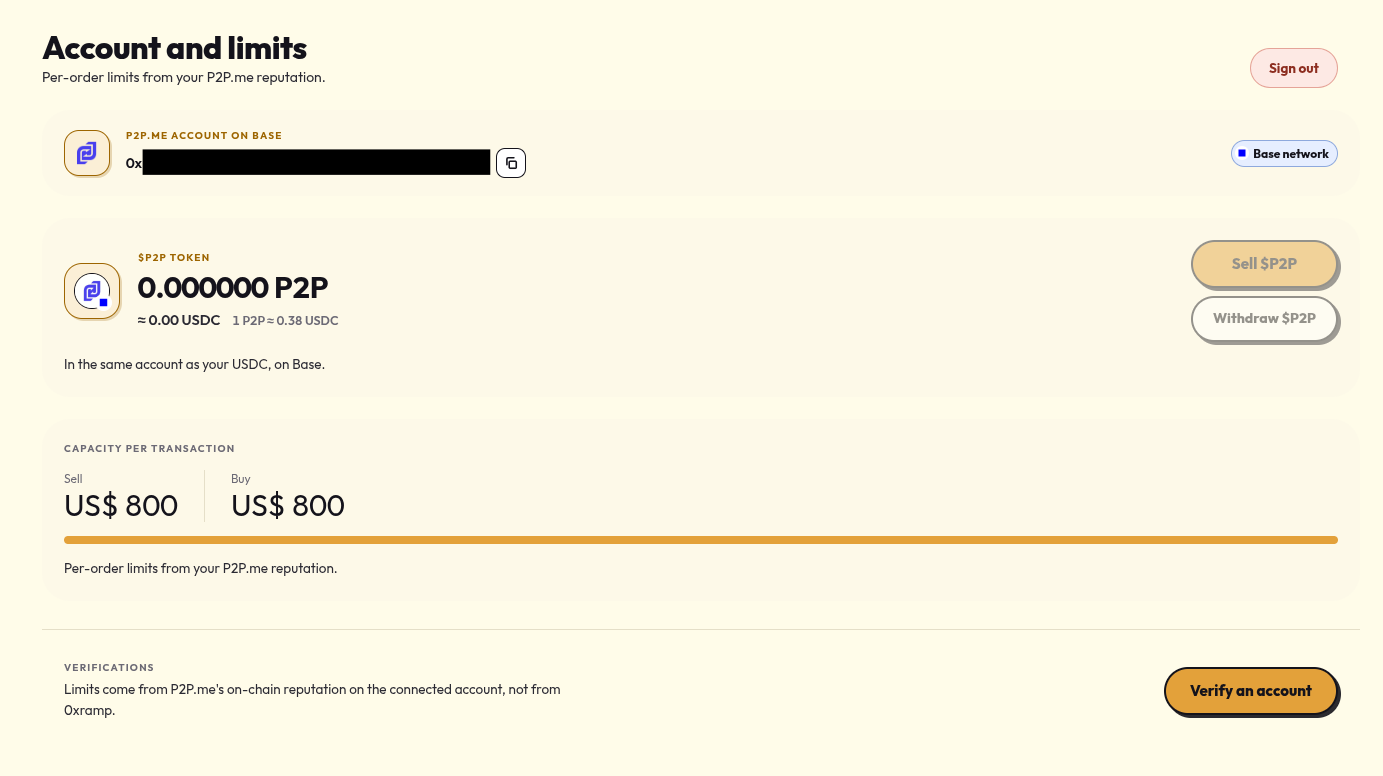 Account and limits
Per-order limits from your P2P.me reputation.
Sign out
P2P.ME ACCOUNT ON BASE
0x
Base network
$P2P TOKEN
0.000000 P2P
≈ 0.00 USDC 1 P2P ≈ 0.38 USDC
In the same account as your USDC, on Base.
Sell $P2P
Withdraw $P2P
CAPACITY PER TRANSACTION
Sell Buy
US$ 800 US$ 800
Per-order limits from your P2P.me reputation.
VERIFICATIONS
Limits come from P2P.me's on-chain reputation on the connected account, not from
0xramp.
Verify an account